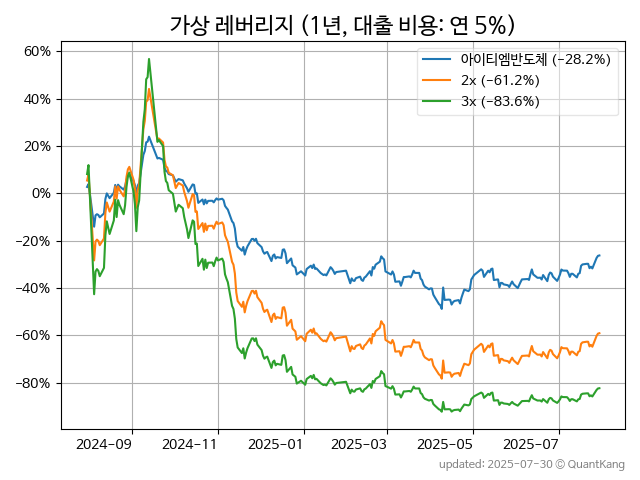 가상 레버리지 (1년, 대출 비용: 연 5%)
60%
40%
20%
0%
−20%
−40%
−60%
−80%
아이티엠반도체 (−28.2%)
2x (−61.2%)
3x (−83.6%)
2024-09 2024-11 2025-01 2025-03 2025-05 2025-07
updated: 2025-07-30 © QuantKang